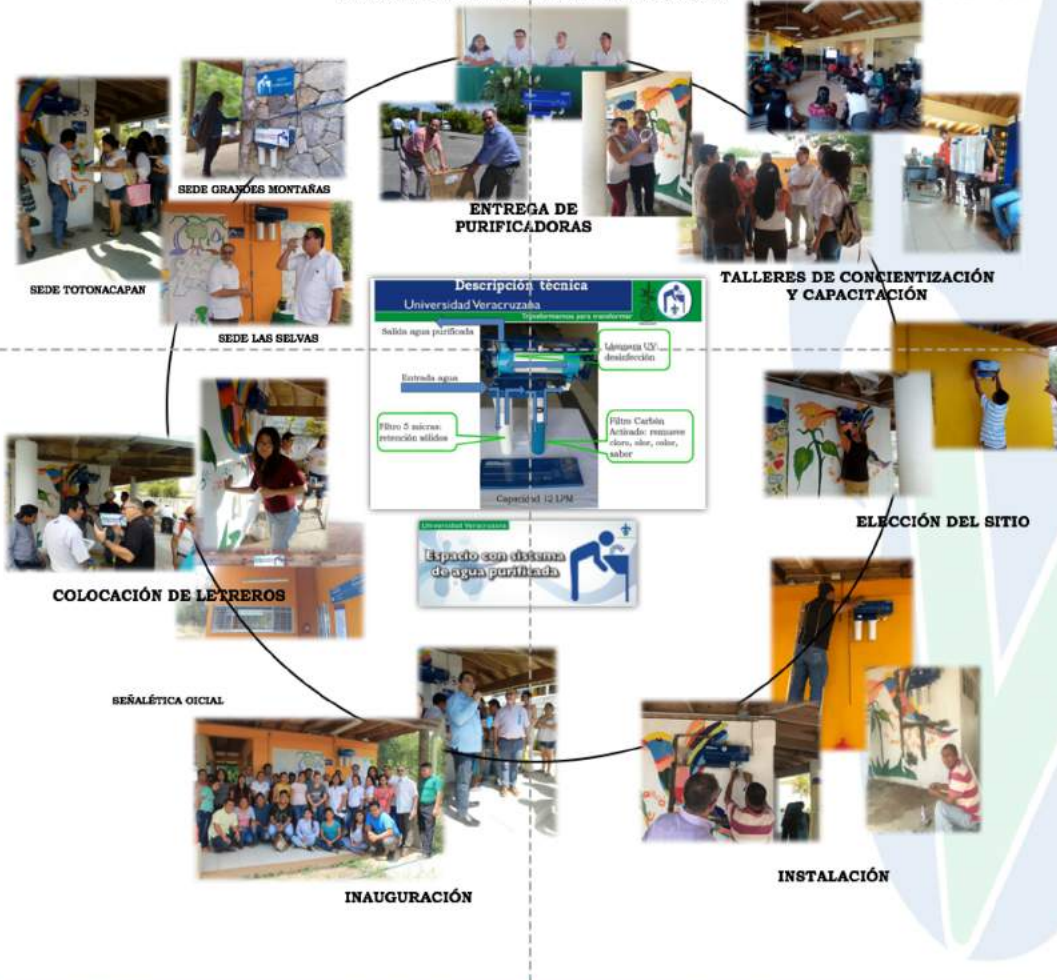 SEDE GRANDES MONTAÑAS
SEDE TOTONACAPAN
SEDE LAS SELVAS
ENTREGA DE
PURIFICADORAS
TALLERES DE CONCIENTIZACIÓN
Y CAPACITACIÓN
Descripción técnica
Universidad Veracruzana
Transformarnos para transformar
Salida agua purificada
Lámpara UV:
desinfección
Entrada agua
Filtro 5 micras:
retención sólidos
Filtro Carbón
Activado: remueve
cloro, olor, color,
sabor
Capacidad 12 LPM
ELECCIÓN DEL SITIO
Universidad Veracruzana
Espacio con sistema
de agua purificada
COLOCACIÓN DE LETREROS
SEÑALÉTICA OICIAL
INAUGURACIÓN
INSTALACIÓN